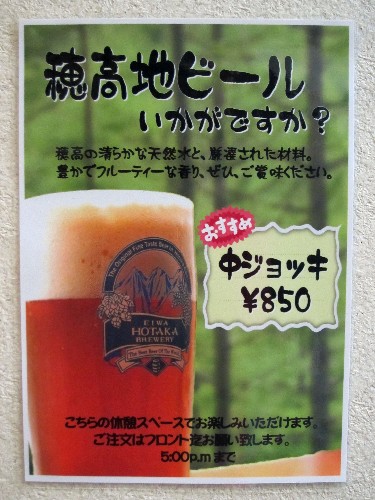 穂高地ビール
いかがですか？
穂高の清らかな天然水と、厳選された材料。
豊かでフルーティーな香り、ぜひ、ご賞味ください。
おすすめ
中ジョッキ
¥850
EIWA
HOTAKA
BREWERY
こちらの休憩スペースでお楽しみいただけます。
ご注文はフロント迄お願い致します。
5:00p.mまで